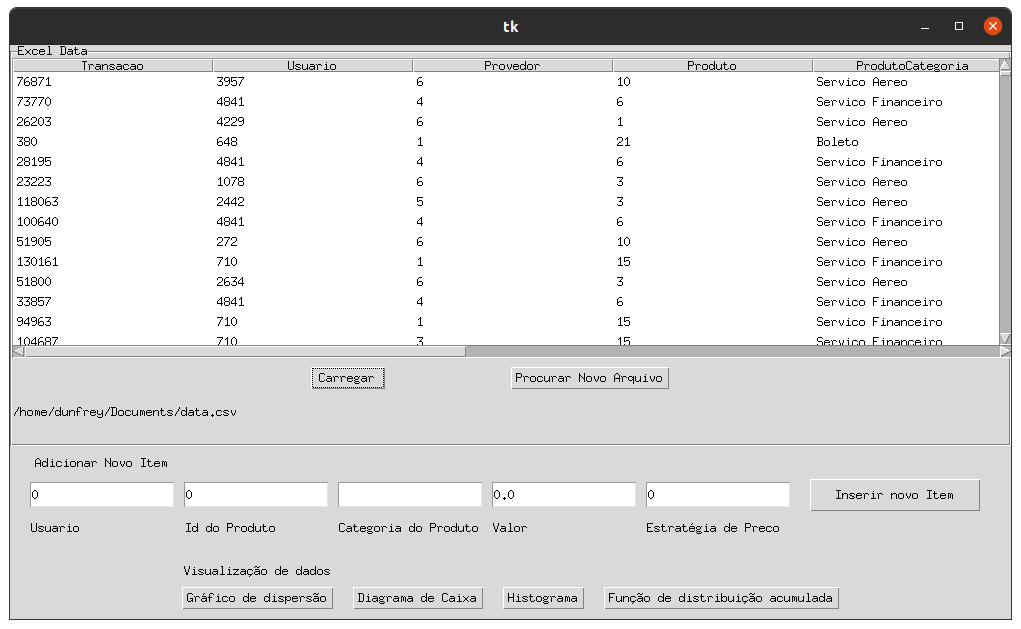 tk
Excel Data
Transacao Usuario Provedor Produto ProdutoCategoria
76871 3957 6 10 Servico Aereo
73770 4841 4 6 Servico Financeiro
26203 4229 6 1 Servico Aereo
380 648 1 21 Boleto
28195 4841 4 6 Servico Financeiro
23223 1078 6 3 Servico Aereo
118063 2442 5 3 Servico Aereo
100640 4841 4 6 Servico Financeiro
51905 272 6 10 Servico Aereo
130161 710 1 15 Servico Financeiro
51800 2634 6 3 Servico Aereo
33857 4841 4 6 Servico Financeiro
94963 710 1 15 Servico Financeiro
104687 710 3 15 Servico Financeiro
Carregar Procurar Novo Arquivo
/home/dunfrey/Documents/data.csv
Adicionar Novo Item
0 0 0.0 0 Inserir novo Item
Usuario Id do Produto Categoria do Produto Valor Estratégia de Preco
Visualização de dados
Gráfico de dispersão Diagrama de Caixa Histograma Função de distribuição acumulada